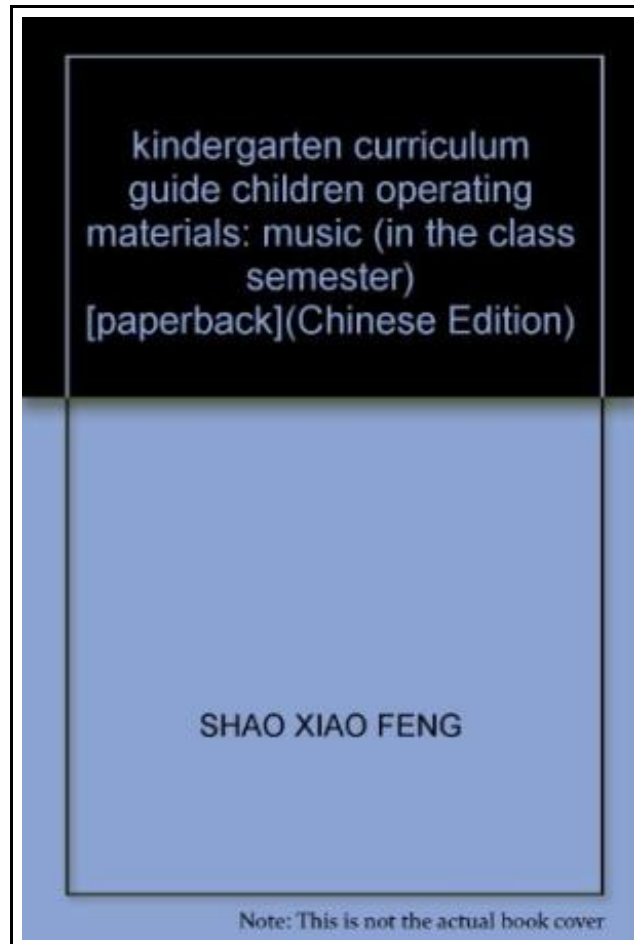 kindergarten curriculum
guide children operating
materials: music (in the class
semester)
[paperback](Chinese Edition)
SHAO XIAO FENG
Note: This is not the actual book cover